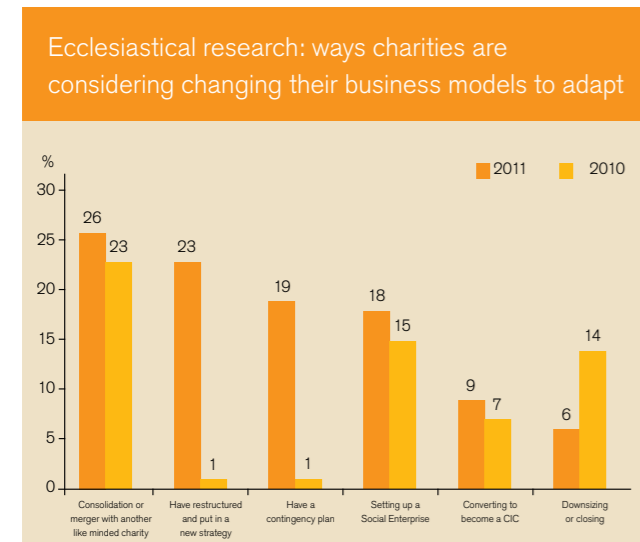 Ecclesiastical research: ways charities are
considering changing their business models to adapt
%
2011
2010
30
25
20
15
10
5
0
26
23
23
1
19
1
18
15
9
7
6
14
Consolidation or
merger with another
like minded charity
Have restructured
and put in a
new strategy
Have a
contingency plan
Setting up a
Social Enterprise
Converting to
become a CIC
Downsizing
or closing